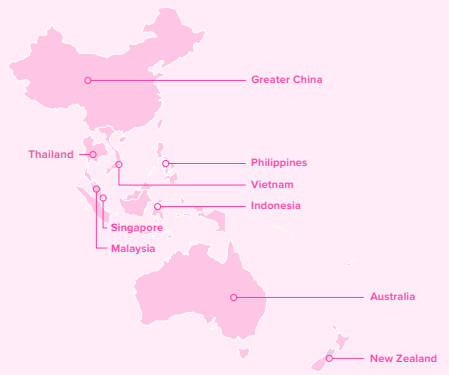 Greater China
Thailand
Philippines
Vietnam
Indonesia
Singapore
Malaysia
Australia
New Zealand